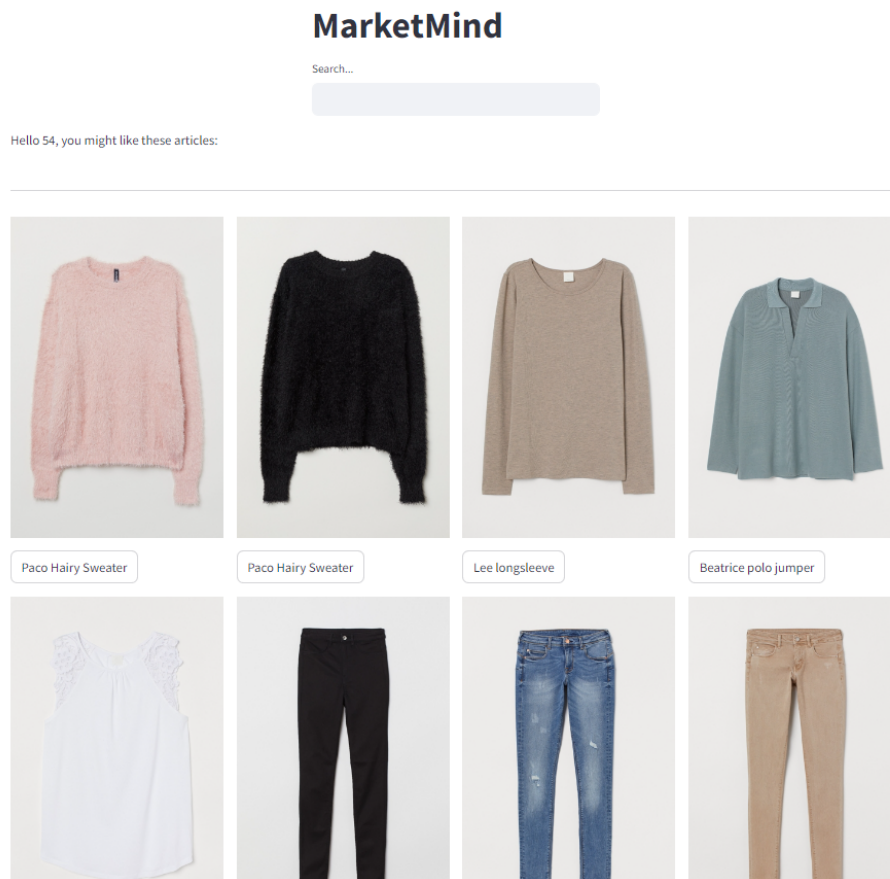 MarketMind
Search...
Hello 54, you might like these articles:
Paco Hairy Sweater
Paco Hairy Sweater
Lee longsleeve
Beatrice polo jumper